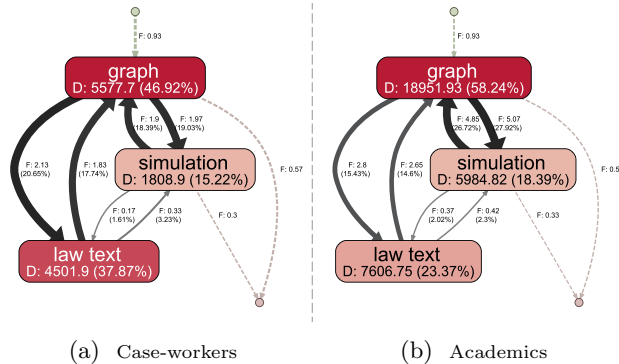 F: 0.93
graph
D: 5577.7 (46.92%)
F: 1.9
(18.39%)
F: 1.97
(19.03%)
F: 2.13
(20.65%)
F: 1.83
(17.74%)
F: 0.57
simulation
D: 1808.9 (15.22%)
F: 0.17
(1.61%)
F: 0.33
(3.23%)
F: 0.3
law text
D: 4501.9 (37.87%)
(a) Case-workers
F: 0.93
graph
D: 18951.93 (58.24%)
F: 4.85
(26.72%)
F: 5.07
(27.92%)
F: 2.8
(15.43%)
F: 2.65
(14.6%)
F: 0.5
simulation
D: 5984.82 (18.39%)
F: 0.37
(2.02%)
F: 0.42
(2.3%)
F: 0.33
law text
D: 7606.75 (23.37%)
(b) Academics